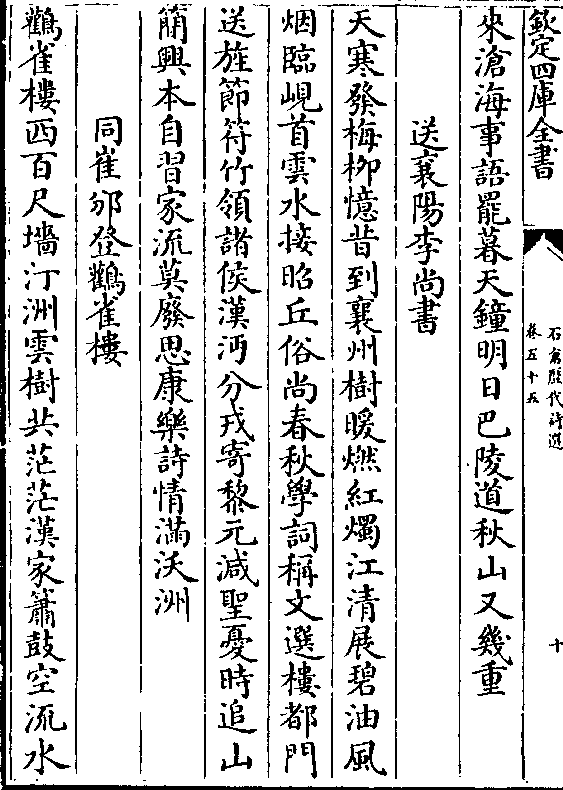 欽定四庫全書
石倉歷代詩選
卷五十五
十
來滄海事語罷暮天鐘明日巴陵道秋山又幾重
送襄陽李尚書
天寒發梅柳憶昔到襄州樹暖燃紅燭江清展碧油風
烟臨峴首雲水接昭丘俗尚春秋學詞稱文選樓都門
送旌節符竹領諸侯漢沔分戎寄黎元減聖憂時追山
簡興本自習家流莫廢思康樂詩情滿沃洲
同崔邠登鸛雀樓
鸛雀樓西百尺墻汀洲雲樹共茫茫漢家簫鼓空流水